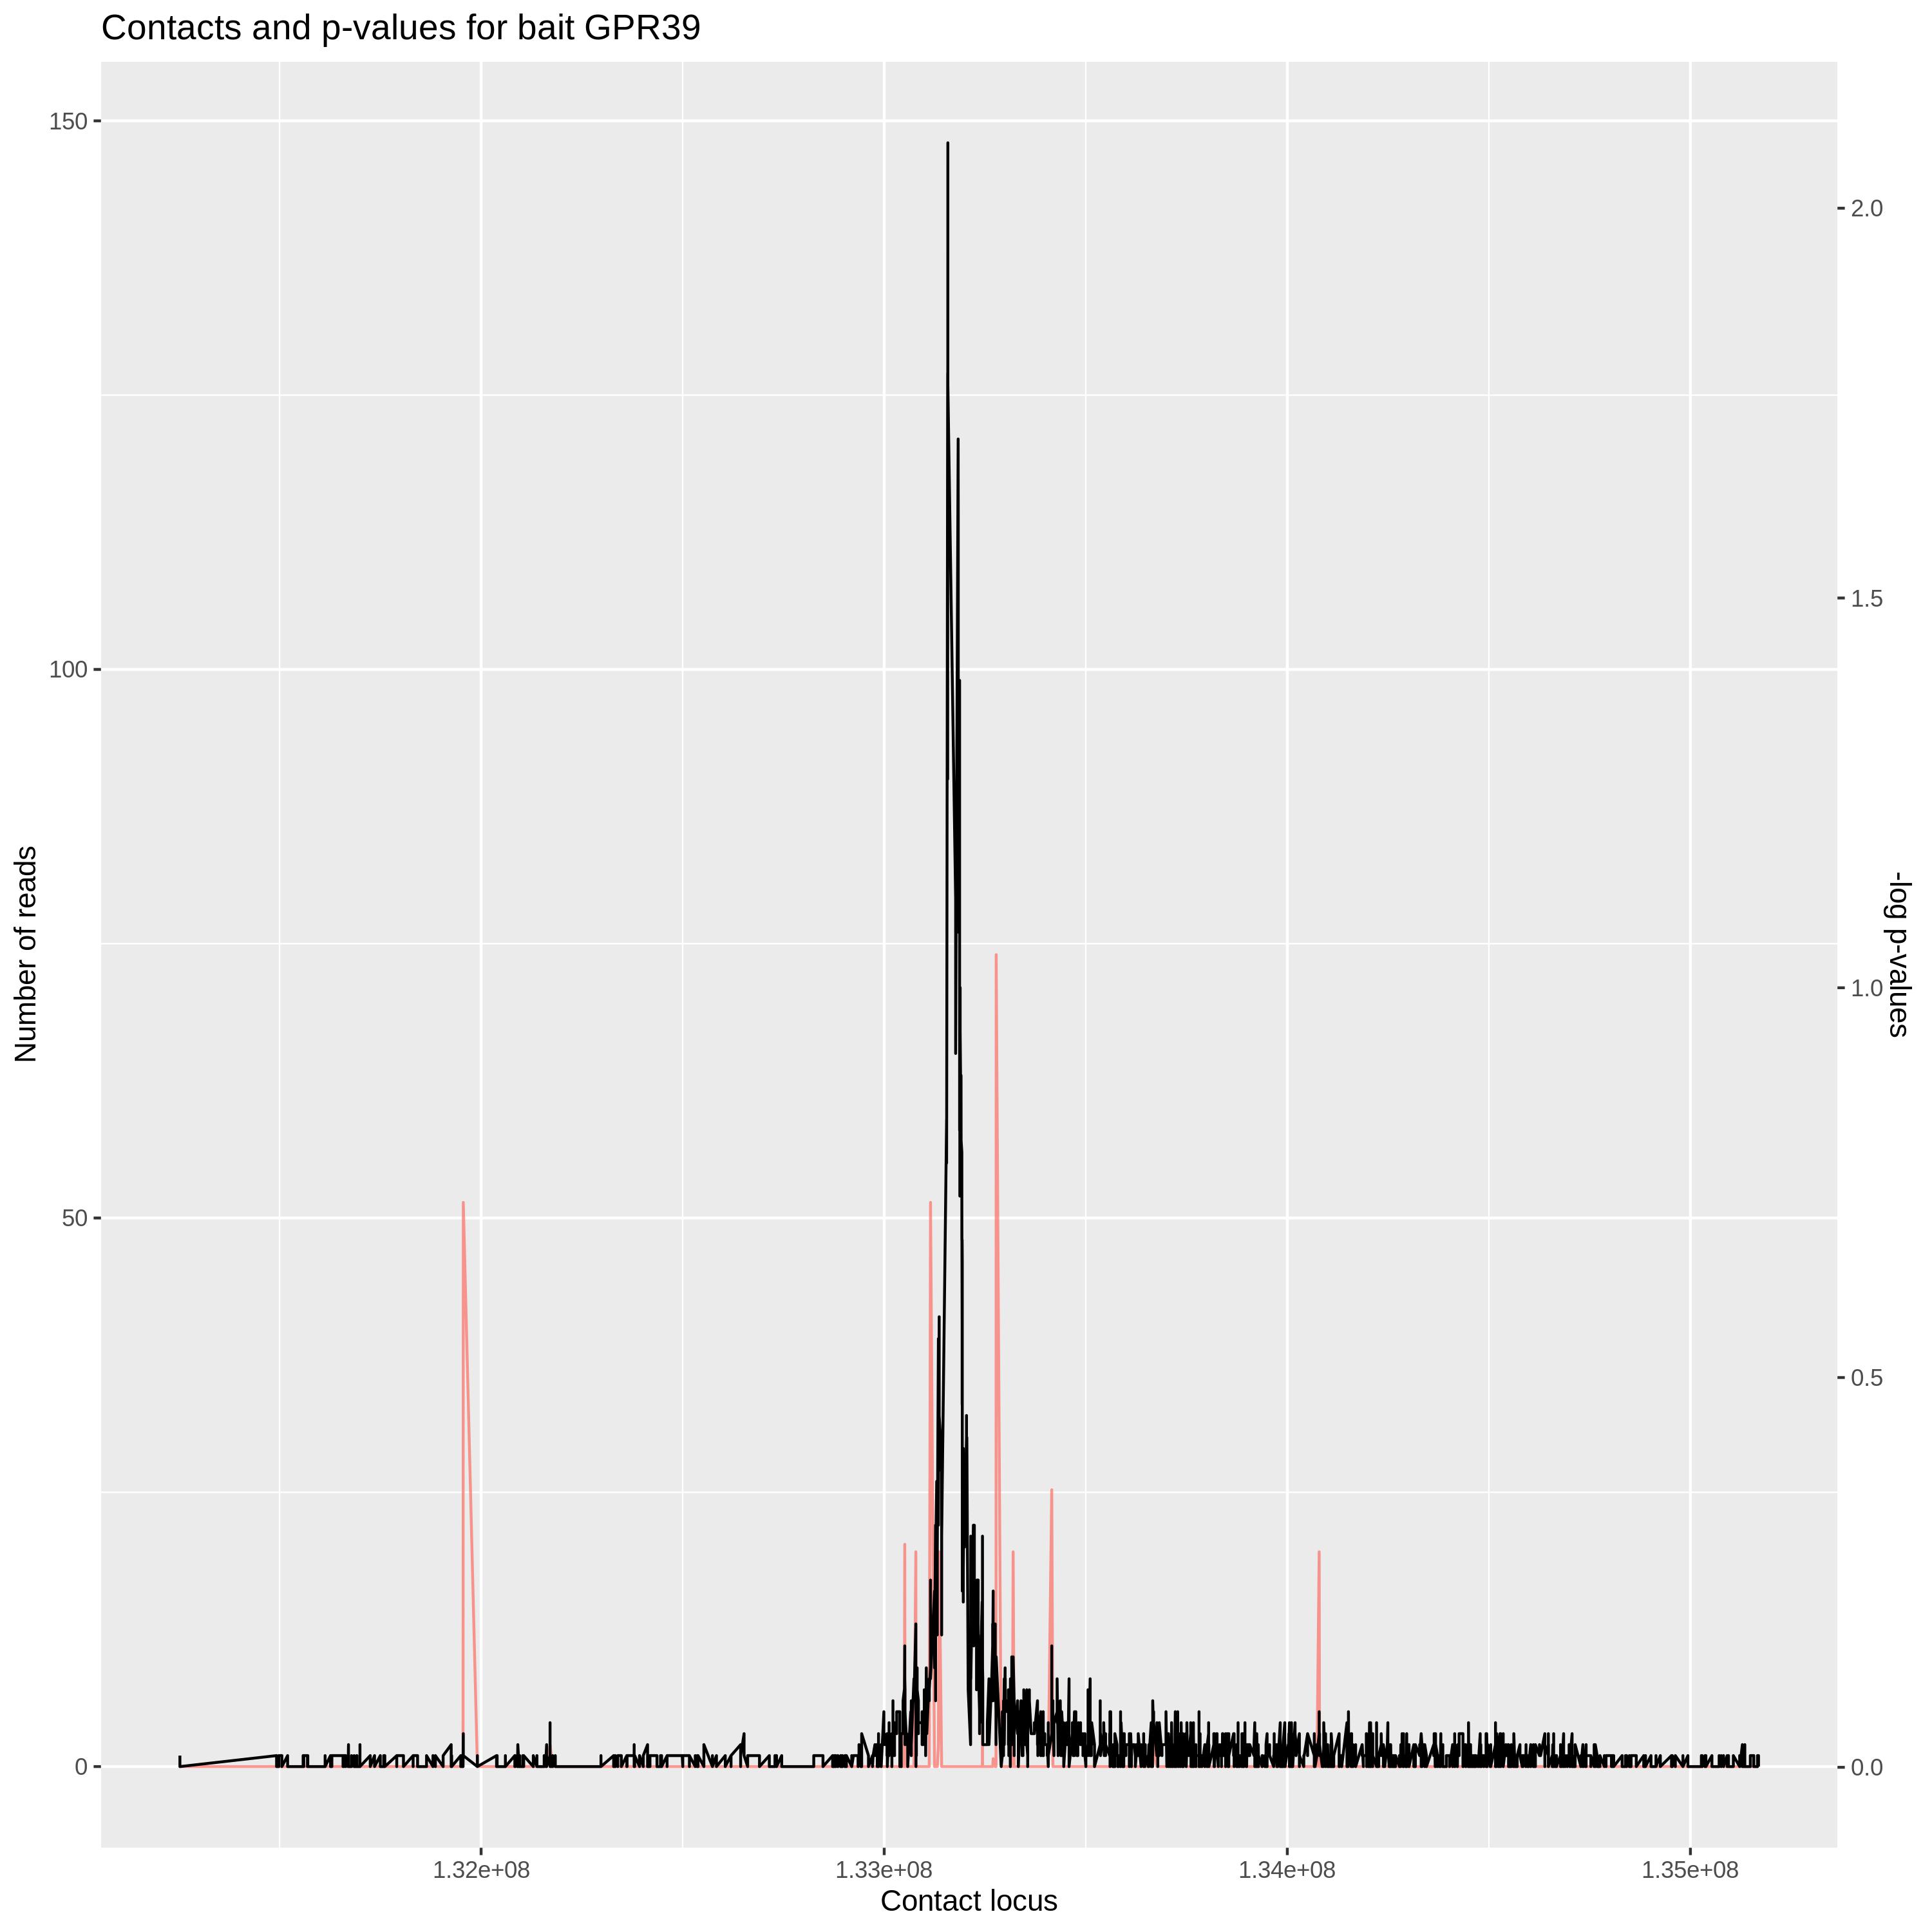 Contacts and p-values for bait GPR39
150
100
50
0
Number of reads
2.0
1.5
1.0
0.5
0.0
-log p-values
1.32e+08
1.33e+08
1.34e+08
1.35e+08
Contact locus